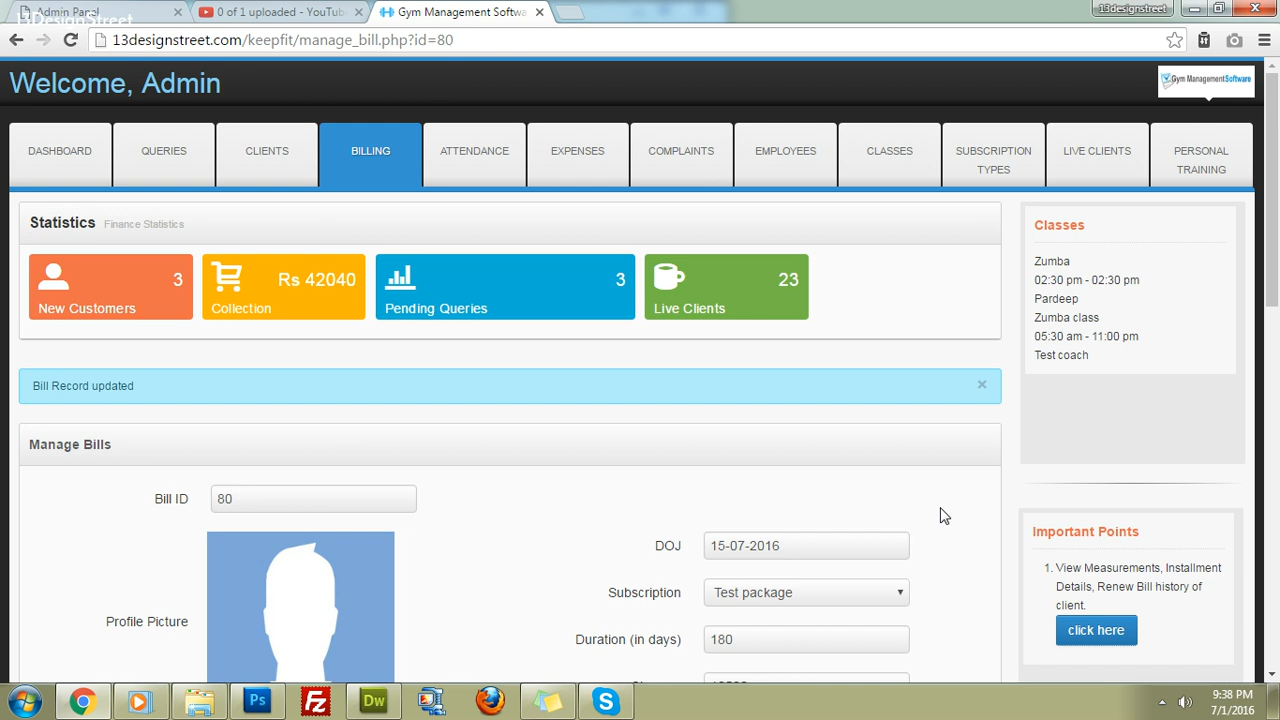 Admin Panel
0 of 1 uploaded - YouTube
Gym Management Softwa
13designstreet
13DesignStreet
13designstreet.com/keepfit/manage_bill.php?id=80
Welcome, Admin
Gym ManagementSoftware
DASHBOARD
QUERIES
CLIENTS
BILLING
ATTENDANCE
EXPENSES
COMPLAINTS
EMPLOYEES
CLASSES
SUBSCRIPTION
TYPES
LIVE CLIENTS
PERSONAL
TRAINING
Statistics Finance Statistics
3
New Customers
Rs 42040
Collection
3
Pending Queries
23
Live Clients
Classes
Zumba
02:30 pm - 02:30 pm
Pardeep
Zumba class
05:30 am - 11:00 pm
Test coach
Bill Record updated ×
Manage Bills
Bill ID 80
Profile Picture
DOJ 15-07-2016
Subscription Test package
Duration (in days) 180
Important Points
1. View Measurements, Installment
Details, Renew Bill history of
client.
click here
Ps
Fz
Dw
S
9:38 PM
7/1/2016